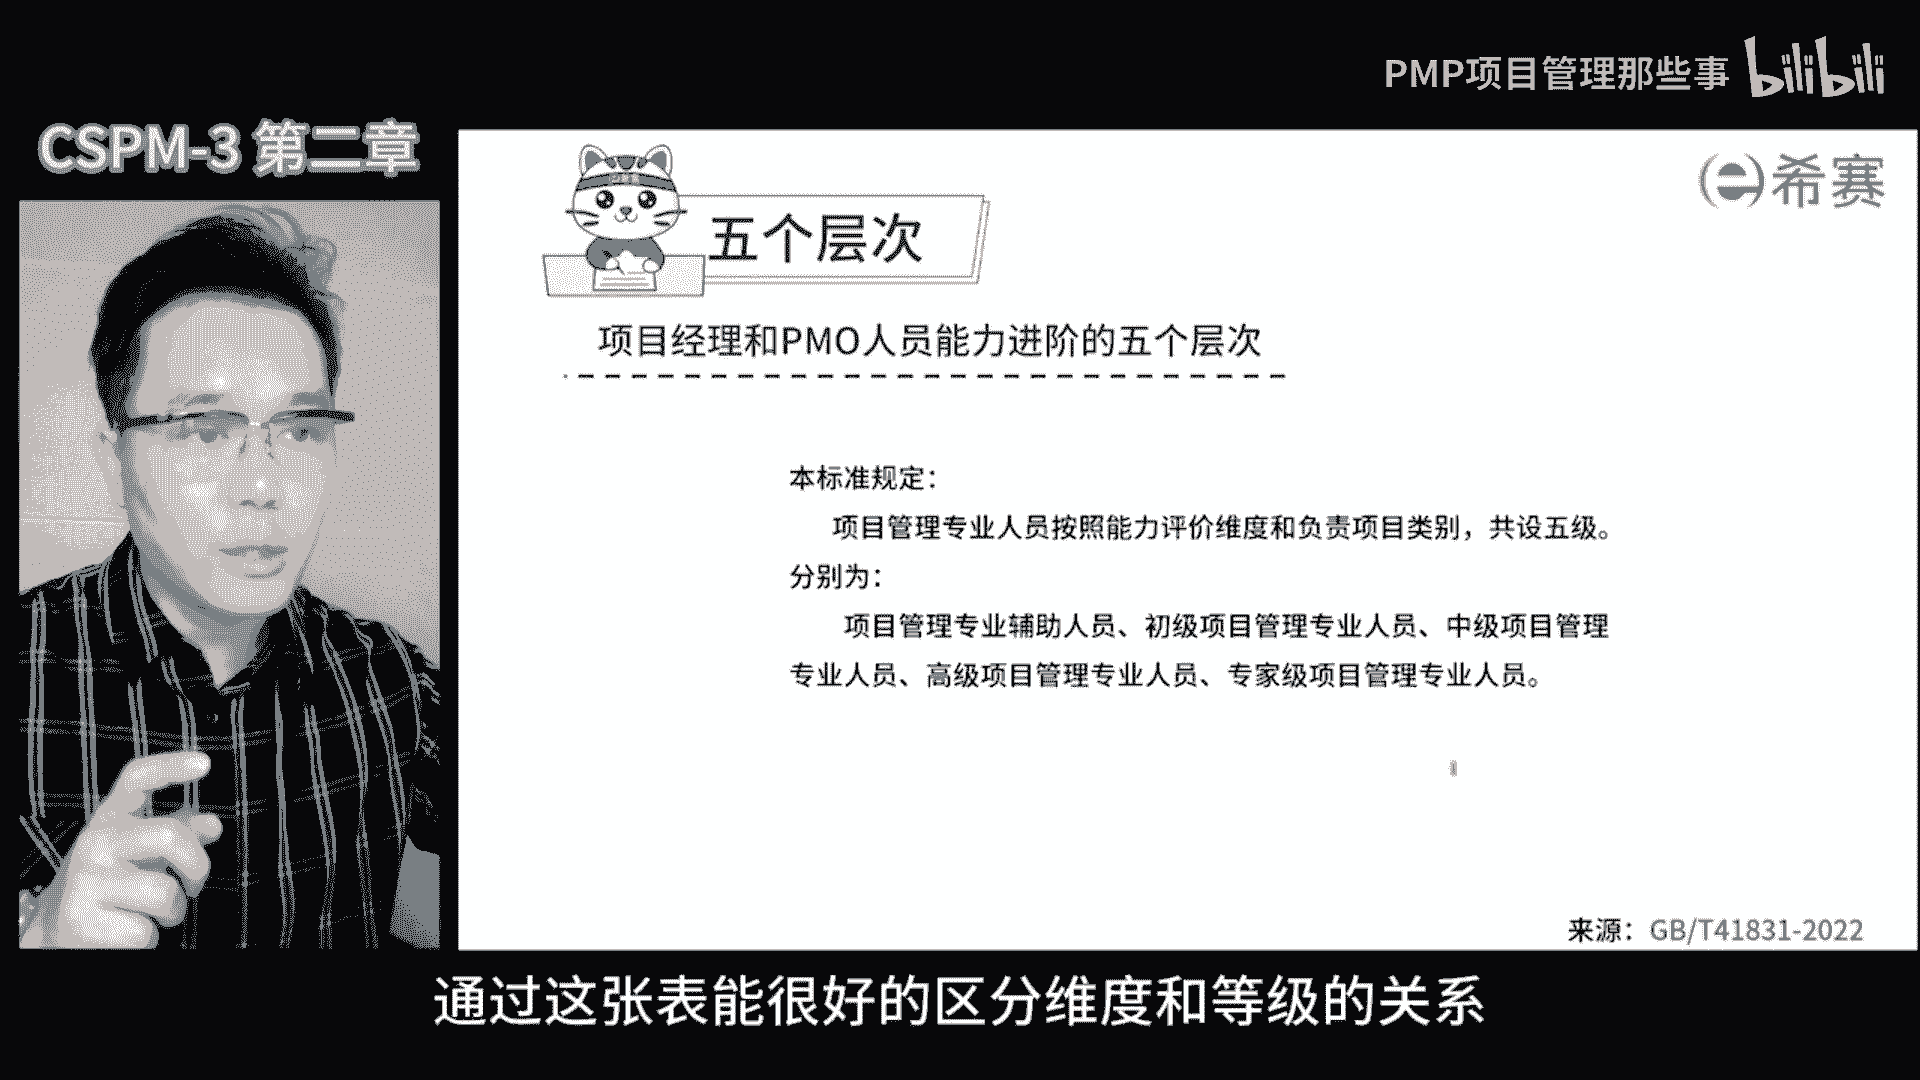 PMP项目管理那些事 bilibili
CSPM-3 第二章
希赛
五个层次
项目经理和PMO人员能力进阶的五个层次
本标准规定：
项目管理专业人员按照能力评价维度和负责项目类别，共设五级。
分别为：
项目管理专业辅助人员、初级项目管理专业人员、中级项目管理
专业人员、高级项目管理专业人员、专家级项目管理专业人员。
来源：GB/T41831-2022
通过这张表能很好的区分维度和等级的关系